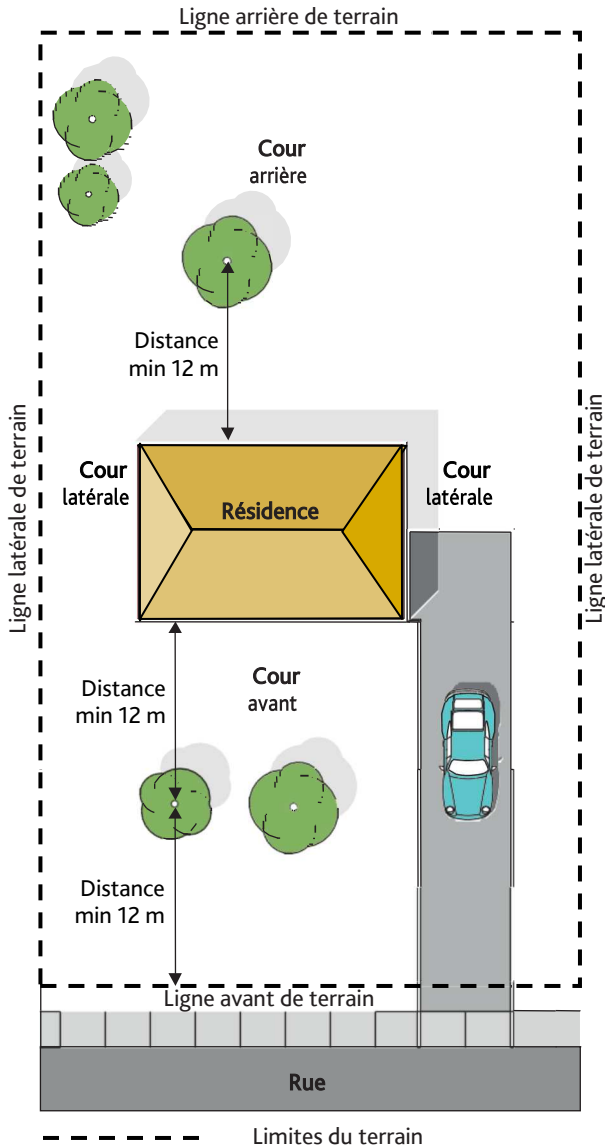 Ligne arrière de terrain
Cour
arrière
Distance
min 12 m
Ligne latérale de terrain
Cour
latérale
Résidence
Cour
latérale
Ligne latérale de terrain
Distance
min 12 m
Cour
avant
Distance
min 12 m
Ligne avant de terrain
Rue
Limites du terrain